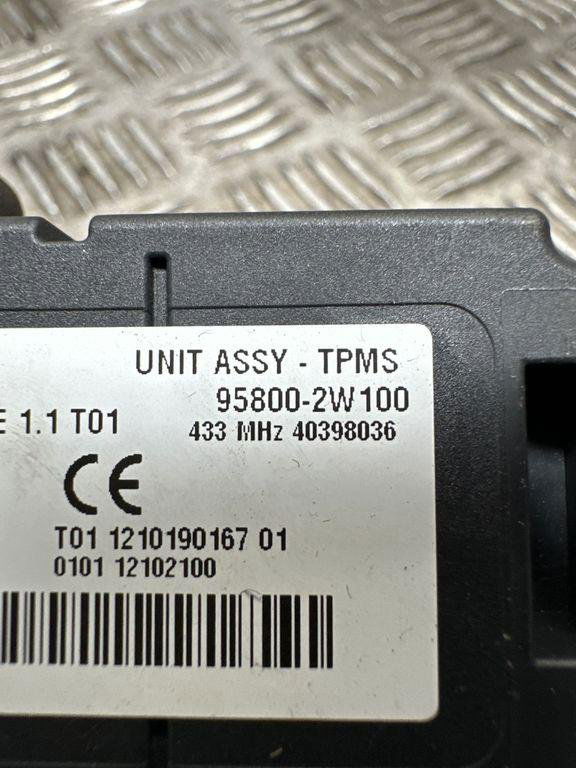 UNIT ASSY - TPMS
95800-2W100
E 1.1 T01
433 MHz 40398036
CE
T01 1210190167 01
0101 12102100